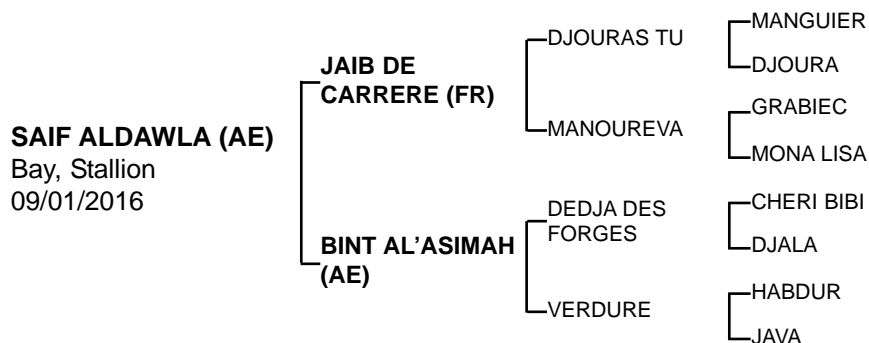 SAIF ALDAWLA (AE)
Bay, Stallion
09/01/2016
JAIB DE
CARRERE (FR)
BINT AL'ASIMAH
(AE)
DJOURAS TU
MANOUREVA
DEDJA DES
FORGES
VERDURE
MANGUIER
DJOURA
GRABIEC
MONA LISA
CHERI BIBI
DJALA
HABDUR
JAVA